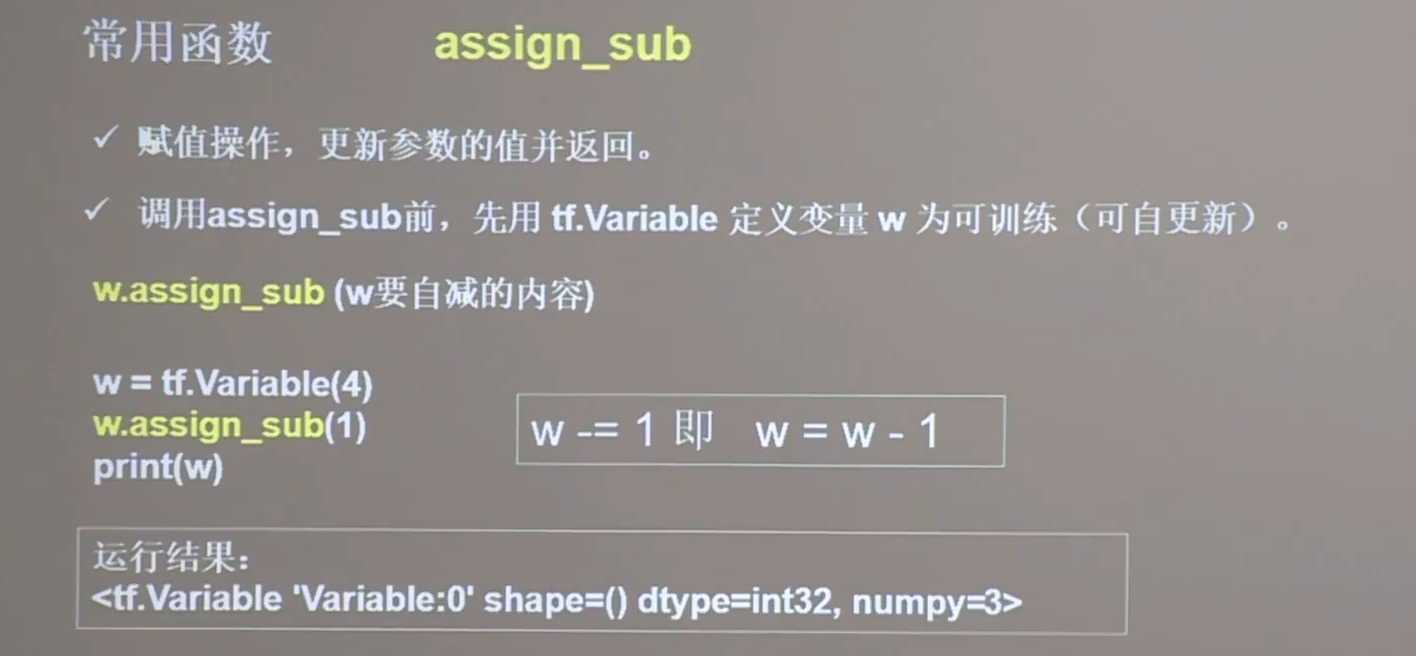 常用函数 assign_sub
✓ 赋值操作，更新参数的值并返回。
✓ 调用assign_sub前，先用 tf.Variable 定义变量 w 为可训练（可自更新）。
w.assign_sub (w要自减的内容)
w = tf.Variable(4)
w.assign_sub(1)
print(w)
w -= 1 即 w = w - 1
运行结果：
<tf.Variable 'Variable:0' shape=() dtype=int32, numpy=3>